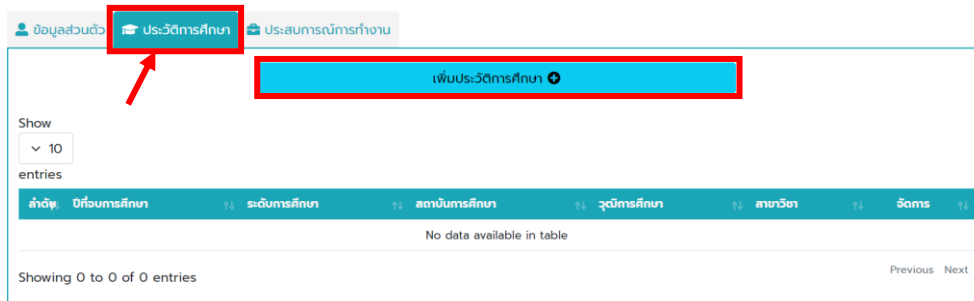 ข้อมูลส่วนตัว ประวัติการศึกษา ประสบการณ์การทำงาน
เพิ่มประวัติการศึกษา
Show
10
entries
ลำดับ ปีที่จบการศึกษา ระดับการศึกษา สถาบันการศึกษา วุฒิการศึกษา สาขาวิชา จัดการ
No data available in table
Showing 0 to 0 of 0 entries
Previous Next